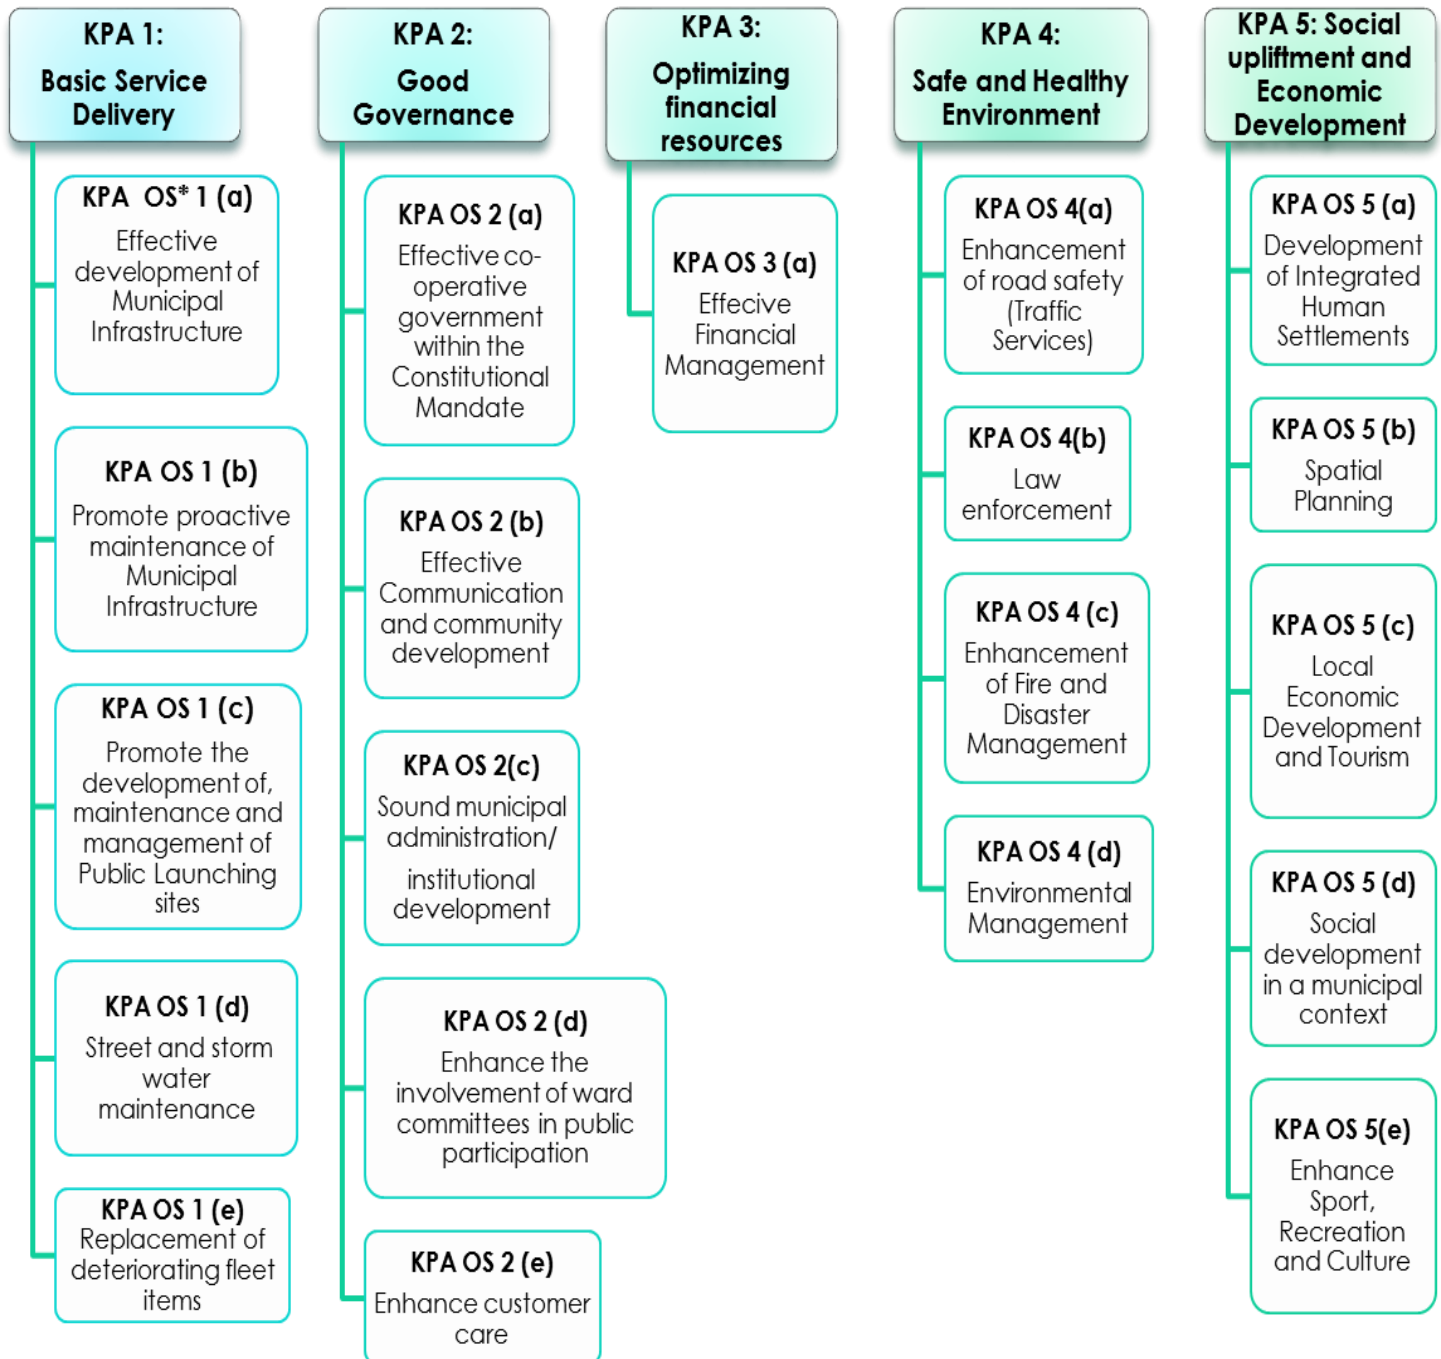 KPA 1:
Basic Service
Delivery
KPA OS* 1 (a)
Effective
development of
Municipal
Infrastructure
KPA OS 1 (b)
Promote proactive
maintenance of
Municipal
Infrastructure
KPA OS 1 (c)
Promote the
development of,
maintenance and
management of
Public Launching
sites
KPA OS 1 (d)
Street and storm
water
maintenance
KPA OS 1 (e)
Replacement of
deteriorating fleet
items
KPA 2:
Good
Governance
KPA OS 2 (a)
Effective co-
operative
government
within the
Constitutional
Mandate
KPA OS 2 (b)
Effective
Communication
and community
development
KPA OS 2(c)
Sound municipal
administration/
institutional
development
KPA OS 2 (d)
Enhance the
involvement of ward
committees in public
participation
KPA OS 2 (e)
Enhance customer
care
KPA 3:
Optimizing
financial
resources
KPA OS 3 (a)
Effecive
Financial
Management
KPA 4:
Safe and Healthy
Environment
KPA OS 4(a)
Enhancement
of road safety
(Traffic
Services)
KPA OS 4(b)
Law
enforcement
KPA OS 4 (c)
Enhancement
of Fire and
Disaster
Management
KPA OS 4 (d)
Environmental
Management
KPA 5: Social
upliftment and
Economic
Development
KPA OS 5 (a)
Development
of Integrated
Human
Settlements
KPA OS 5 (b)
Spatial
Planning
KPA OS 5 (c)
Local
Economic
Development
and Tourism
KPA OS 5 (d)
Social
development
in a municipal
context
KPA OS 5(e)
Enhance
Sport,
Recreation
and Culture